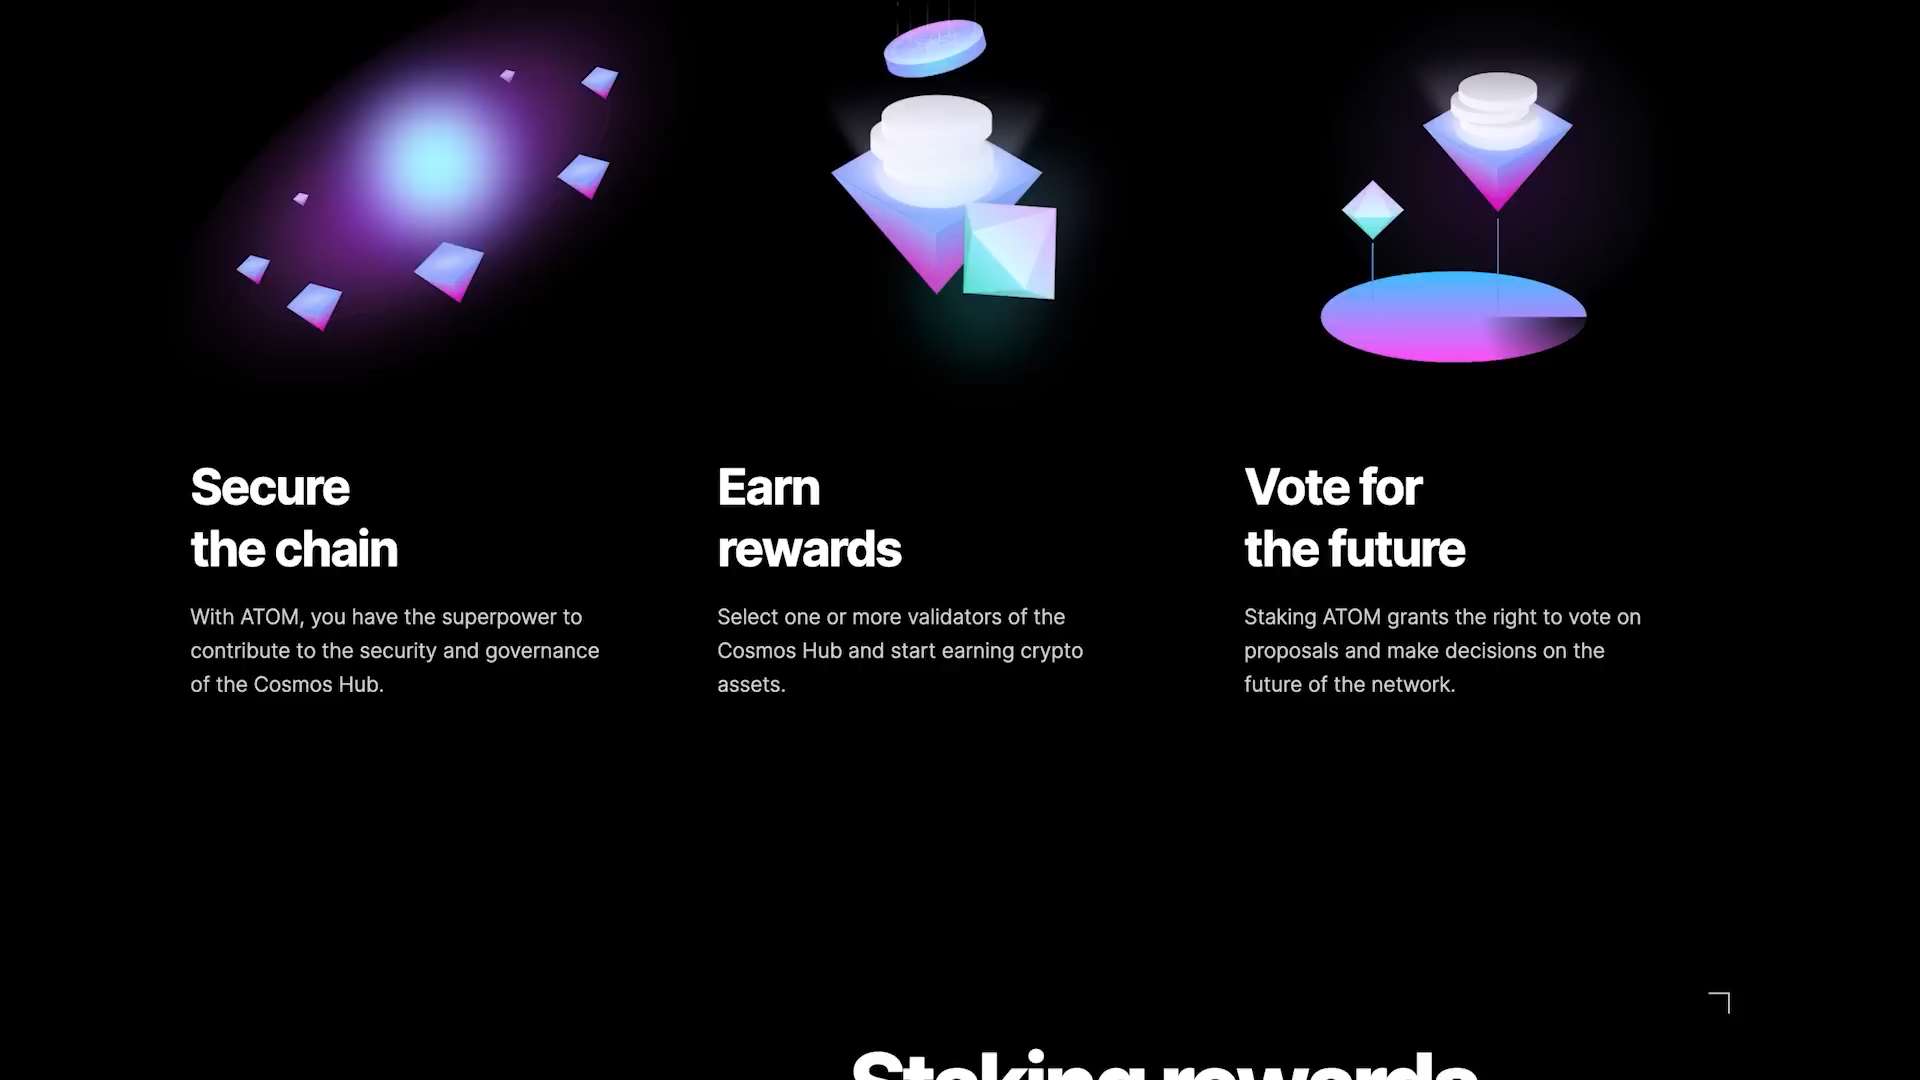 Secure
the chain
With ATOM, you have the superpower to
contribute to the security and governance
of the Cosmos Hub.
Earn
rewards
Select one or more validators of the
Cosmos Hub and start earning crypto
assets.
Vote for
the future
Staking ATOM grants the right to vote on
proposals and make decisions on the
future of the network.
Staking rewards